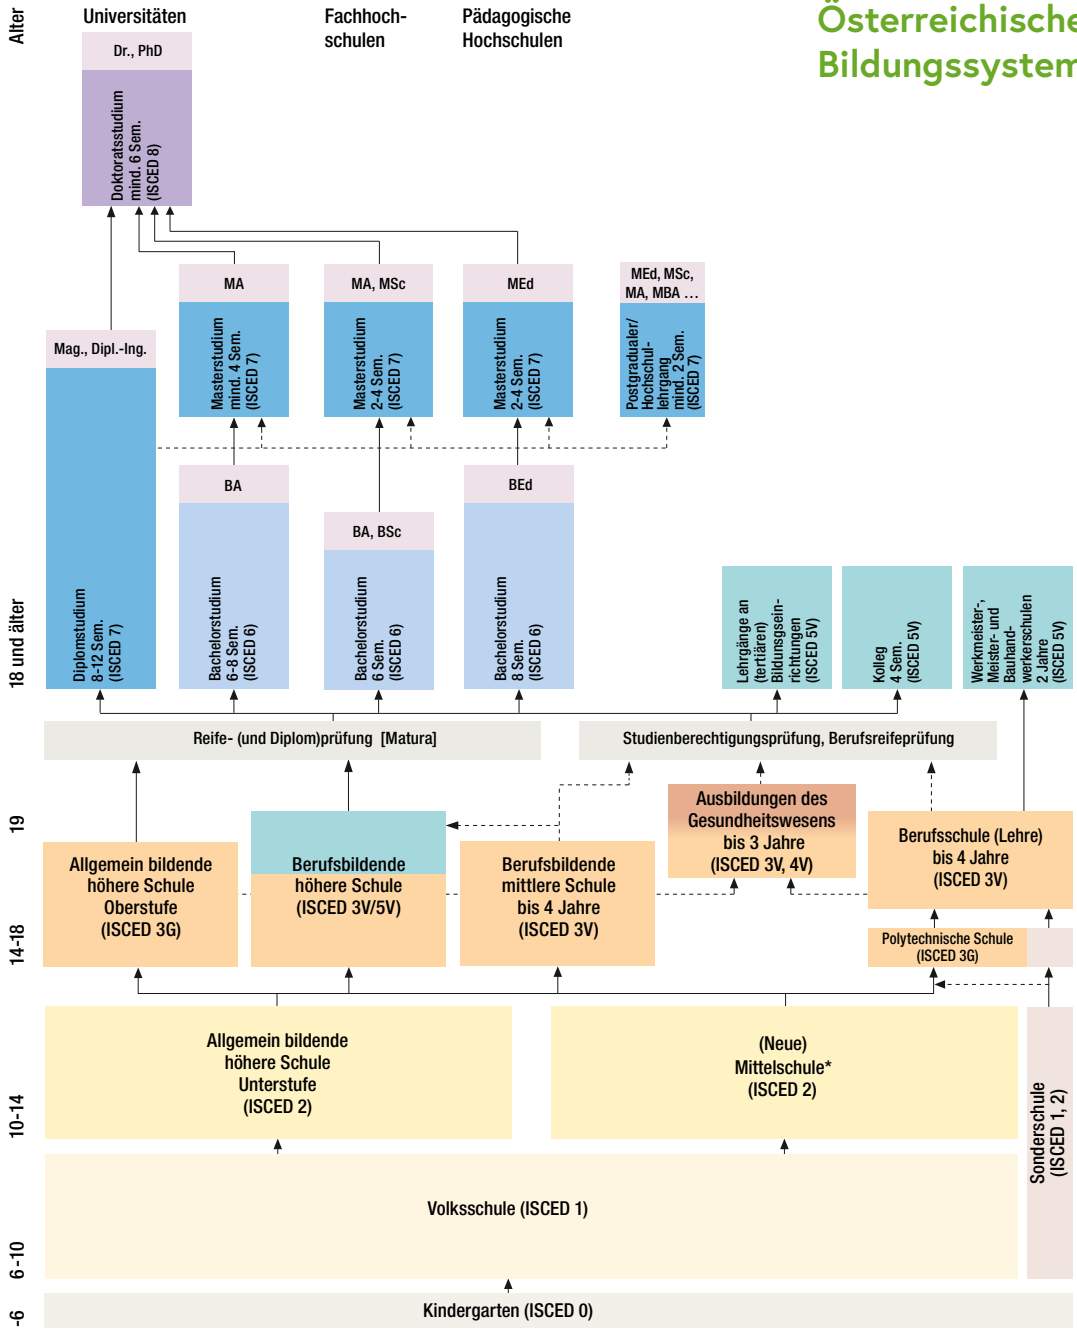 Österreichische
Bildungssystem
Alter
Universitäten
Fachhoch-
schulen
Pädagogische
Hochschulen
Dr., PhD
Doktoratsstudium
mind. 6 Sem.
(ISCED 8)
MA
Masterstudium
mind. 4 Sem.
(ISCED 7)
MA, MSc
Masterstudium
2-4 Sem.
(ISCED 7)
MEd
Masterstudium
2-4 Sem.
(ISCED 7)
MEd, MSc,
MA, MBA …
Postgradualer/
Hochschul-
lehrgang
mind. 2 Sem.
(ISCED 7)
Mag., Dipl.-Ing.
Diplomstudium
8-12 Sem.
(ISCED 7)
BA
Bachelorstudium
6-8 Sem.
(ISCED 6)
BA, BSc
Bachelorstudium
6 Sem.
(ISCED 6)
BEd
Bachelorstudium
8 Sem.
(ISCED 6)
Lehrgänge an
(tertiären)
Bildunsgsein-
richtungen
(ISCED 5V)
Kolleg
4 Sem.
(ISCED 5V)
Werkmeister-,
Meister- und
Bauhand-
werkerschulen
2 Jahre
(ISCED 5V)
18 und älter
Reife- (und Diplom)prüfung [Matura]
Studienberechtigungsprüfung, Berufsreifeprüfung
19
Allgemein bildende
höhere Schule
Oberstufe
(ISCED 3G)
Berufsbildende
höhere Schule
(ISCED 3V/5V)
Berufsbildende
mittlere Schule
bis 4 Jahre
(ISCED 3V)
Ausbildungen des
Gesundheitswesens
bis 3 Jahre
(ISCED 3V, 4V)
Berufsschule (Lehre)
bis 4 Jahre
(ISCED 3V)
14-18
Polytechnische Schule
(ISCED 3G)
10-14
Allgemein bildende
höhere Schule
Unterstufe
(ISCED 2)
(Neue)
Mittelschule*
(ISCED 2)
Sonderschule
(ISCED 1, 2)
6 -10
Volksschule (ISCED 1)
-6
Kindergarten (ISCED 0)